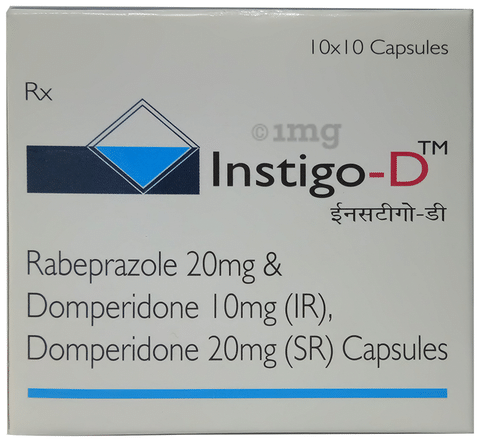 10x10 Capsules
Rx
©1mg
Instigo-D™
ईनसटीगो-डी
Rabeprazole 20mg &
Domperidone 10mg (IR),
Domperidone 20mg (SR) Capsules